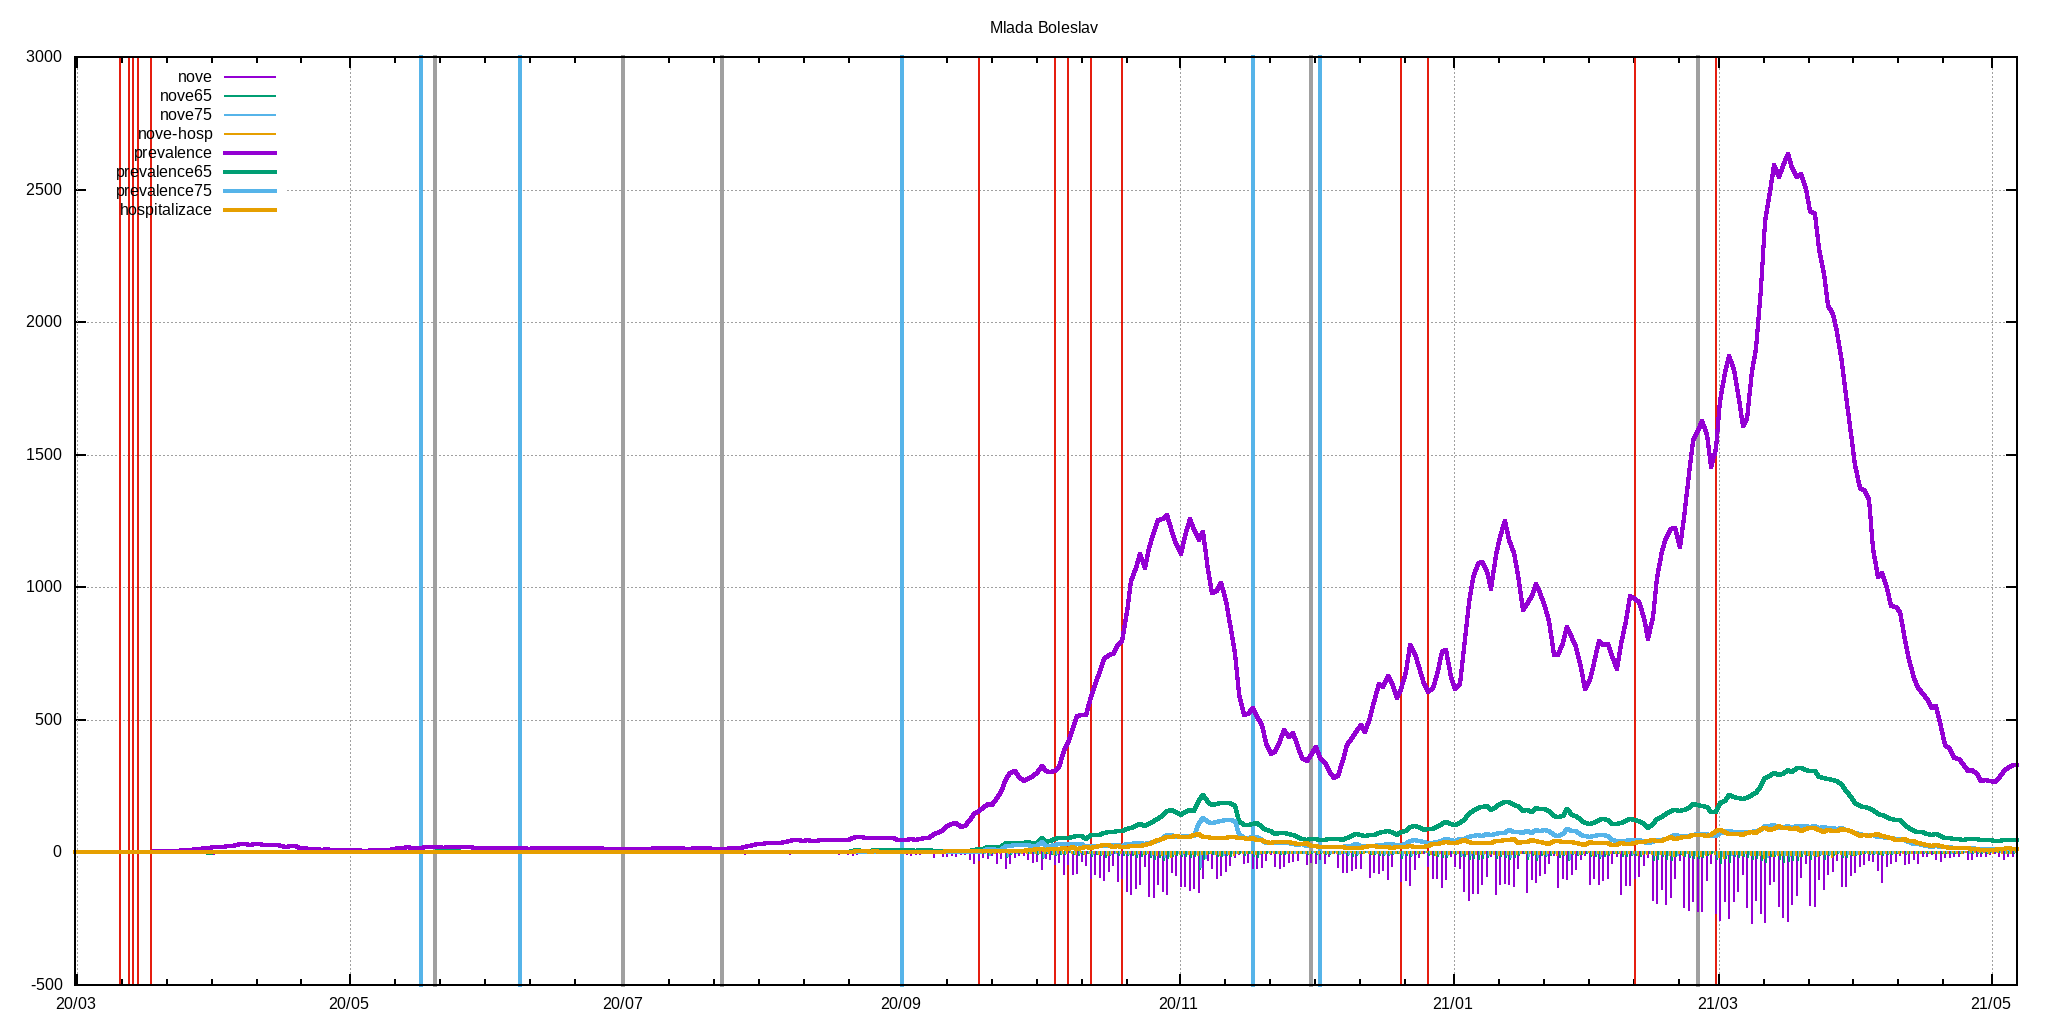 Mlada Boleslav
3000
2500
2000
1500
1000
500
0
-500
nove
nove65
nove75
nove-hosp
prevalence
prevalence65
prevalence75
hospitalizace
20/03 20/05 20/07 20/09 20/11 21/01 21/03 21/05